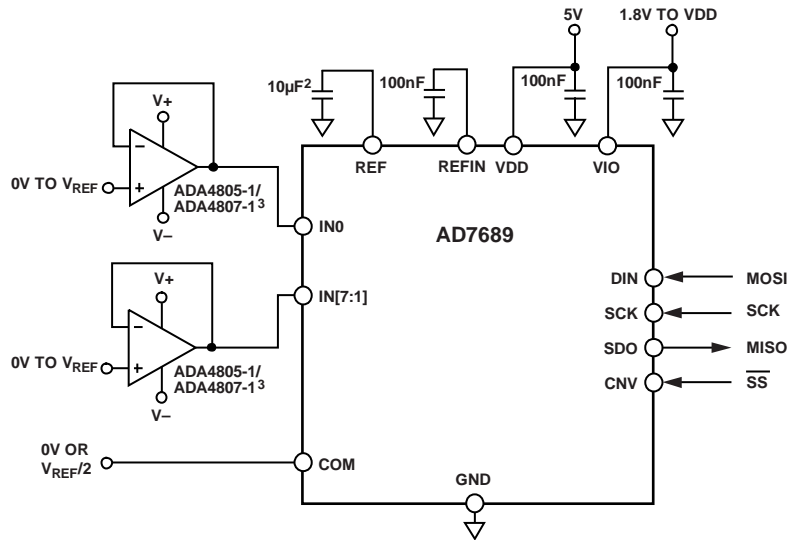 5V
1.8V TO VDD
10µF2
100nF
100nF
100nF
V+
−
+
0V TO VREF
ADA4805-1/
ADA4807-13
V−
REF
REFIN
VDD
VIO
IN0
AD7689
V+
−
+
0V TO VREF
ADA4805-1/
ADA4807-13
V−
IN[7:1]
DIN
MOSI
SCK
SCK
SDO
MISO
CNV
SS
0V OR
VREF/2
COM
GND